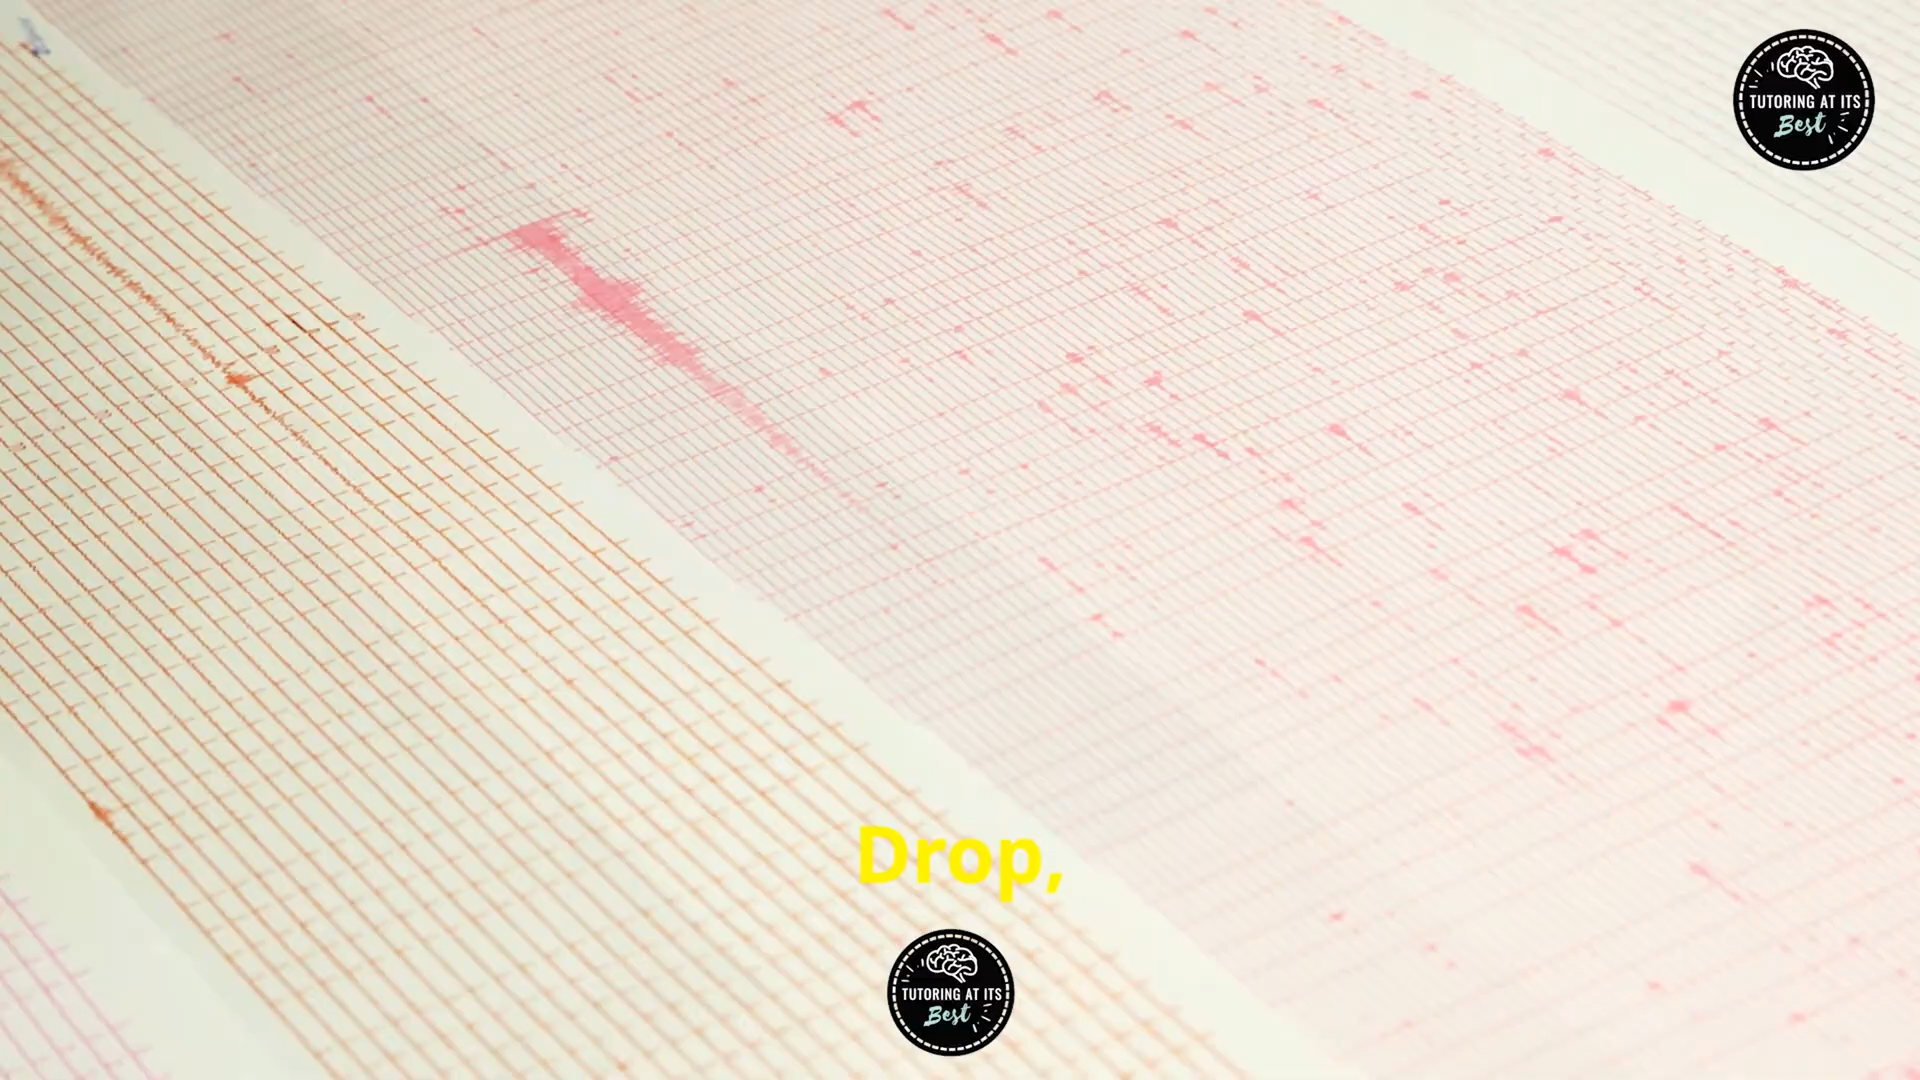 TUTORING AT ITS
Best
Drop,
TUTORING AT ITS
Best